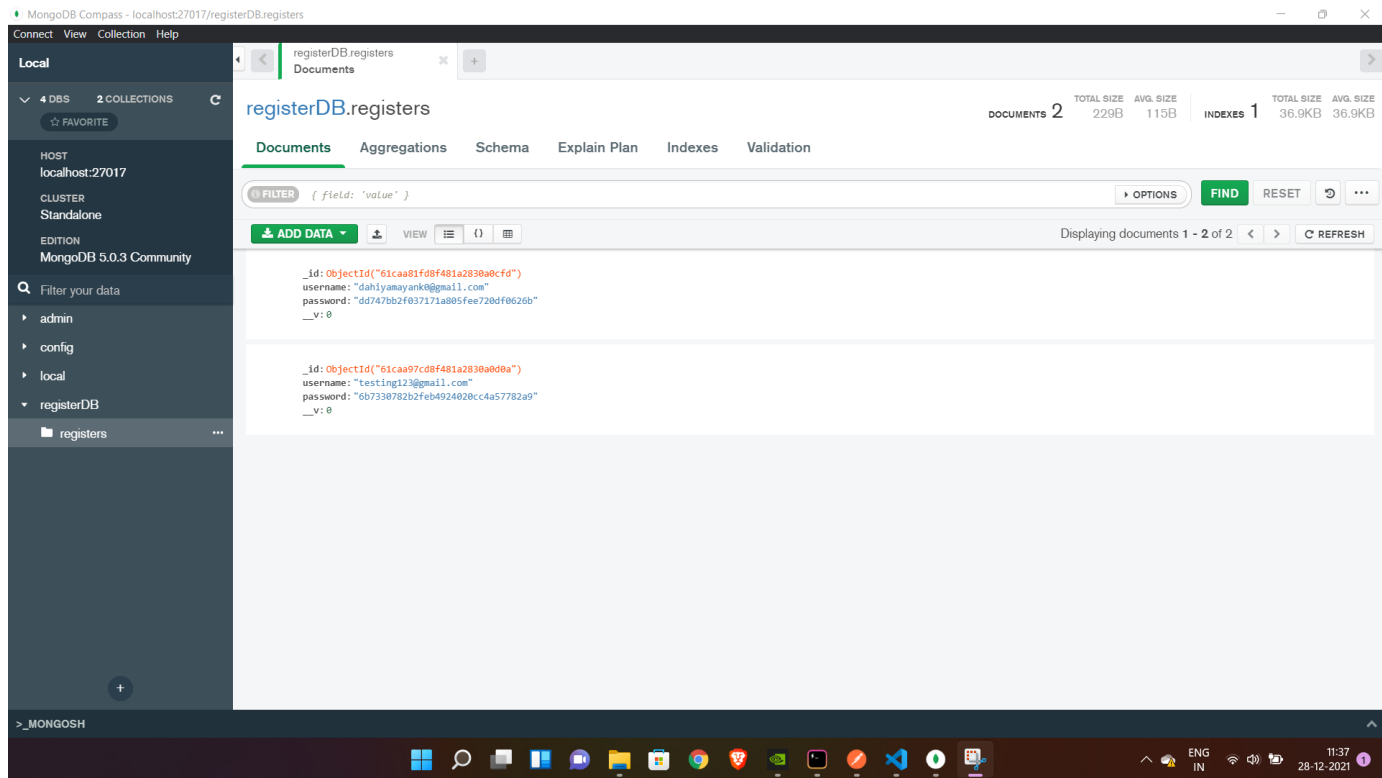 MongoDB Compass - localhost:27017/registerDB.registers
Connect View Collection Help
Local
4 DBS 2 COLLECTIONS
FAVORITE
HOST
localhost:27017
CLUSTER
Standalone
EDITION
MongoDB 5.0.3 Community
Filter your data
admin
config
local
registerDB
registers
registerDB.registers
Documents
registerDB.registers
DOCUMENTS 2 TOTAL SIZE 229B AVG. SIZE 115B INDEXES 1 TOTAL SIZE 36.9KB AVG. SIZE 36.9KB
Documents Aggregations Schema Explain Plan Indexes Validation
FILTER { field: 'value' } OPTIONS FIND RESET
ADD DATA VIEW {} Displaying documents 1 - 2 of 2 REFRESH
_id: ObjectId("61caa81fd8f481a2830a0cfd")
username: "dahiyamayank0@gmail.com"
password: "dd747bb2f037171a805fee720df0626b"
__v: 0
_id: ObjectId("61caa97cd8f481a2830a0d0a")
username: "testing123@gmail.com"
password: "6b7330782b2feb4924020cc4a57782a9"
__v: 0
>_MONGOSH
ENG
IN
11:37
28-12-2021
1